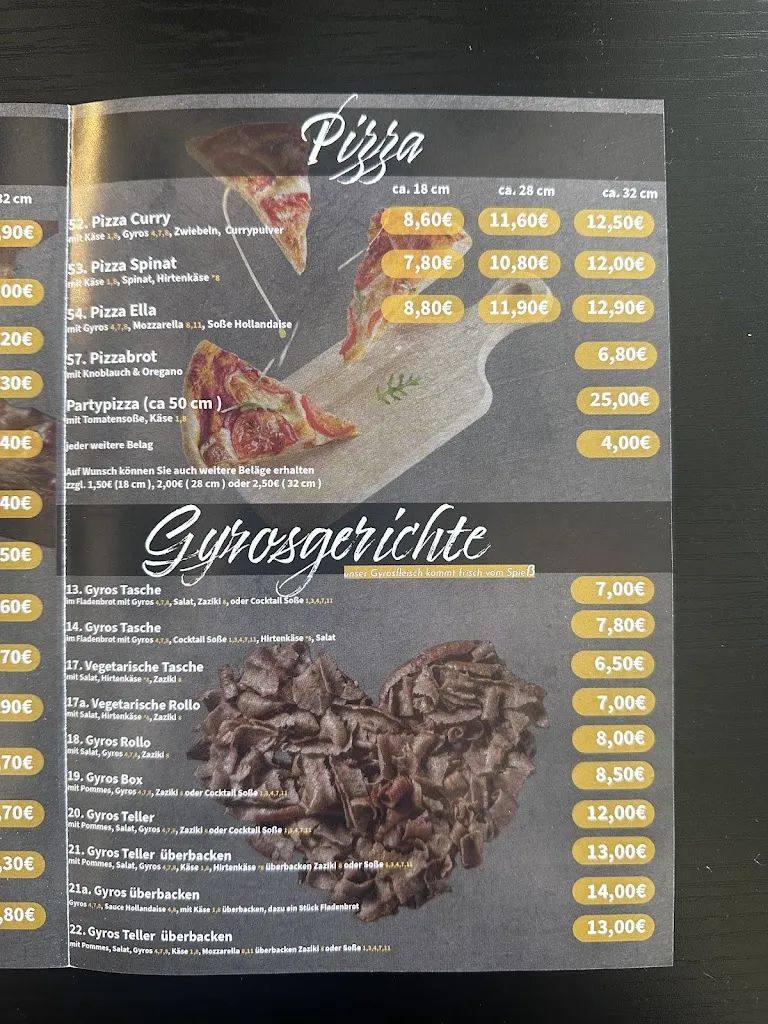 Pizza
32 cm
ca. 18 cm ca. 28 cm ca. 32 cm
52. Pizza Curry 8,60€ 11,60€ 12,50€
mit Käse 1,8, Gyros 4,7,8, Zwiebeln, Currypulver
53. Pizza Spinat 7,80€ 10,80€ 12,00€
mit Käse 1,8, Spinat, Hirtenkäse *8
54. Pizza Ella 8,80€ 11,90€ 12,90€
mit Gyros 4,7,8, Mozzarella 8,11, Soße Hollandaise
57. Pizzabrot 6,80€
mit Knoblauch & Oregano
Partypizza (ca 50 cm ) 25,00€
mit Tomatensoße, Käse 1,8
jeder weitere Belag 4,00€
Auf Wunsch können Sie auch weitere Beläge erhalten
zzgl. 1,50€ (18 cm ), 2,00€ ( 28 cm ) oder 2,50€ ( 32 cm )
Gyrosgerichte
unser Gyrosfleisch kommt frisch vom Spieß
13. Gyros Tasche 7,00€
im Fladenbrot mit Gyros 4,7,8, Salat, Zaziki 8, oder Cocktail Soße 1,3,4,7,11
14. Gyros Tasche 7,80€
im Fladenbrot mit Gyros 4,7,8, Cocktail Soße 1,3,4,7,11, Hirtenkäse *8, Salat
17. Vegetarische Tasche 6,50€
mit Salat, Hirtenkäse *8, Zaziki 8
17a. Vegetarische Rollo 7,00€
mit Salat, Hirtenkäse *8, Zaziki 8
18. Gyros Rollo 8,00€
mit Salat, Gyros 4,7,8, Zaziki 8
19. Gyros Box 8,50€
mit Pommes, Gyros 4,7,8, Zaziki 8 oder Cocktail Soße 1,3,4,7,11
20. Gyros Teller 12,00€
mit Pommes, Salat, Gyros 4,7,8, Zaziki 8 oder Cocktail Soße 1,3,4,7,11
21. Gyros Teller überbacken 13,00€
mit Pommes, Salat, Gyros 4,7,8, Käse 1,8, Hirtenkäse *8 überbacken Zaziki 8 oder Soße 1,3,4,7,11
21a. Gyros überbacken 14,00€
Gyros 4,7,8, Sauce Hollandaise 4,8, mit Käse 1,8 überbacken, dazu ein Stück Fladenbrot
22. Gyros Teller überbacken 13,00€
mit Pommes, Salat, Gyros 4,7,8, Käse 1,8, Mozzarella 8,11 überbacken Zaziki 8 oder Soße 1,3,4,7,11
,90€
00€
20€
30€
40€
40€
50€
60€
70€
90€
70€
,70€
,30€
,80€